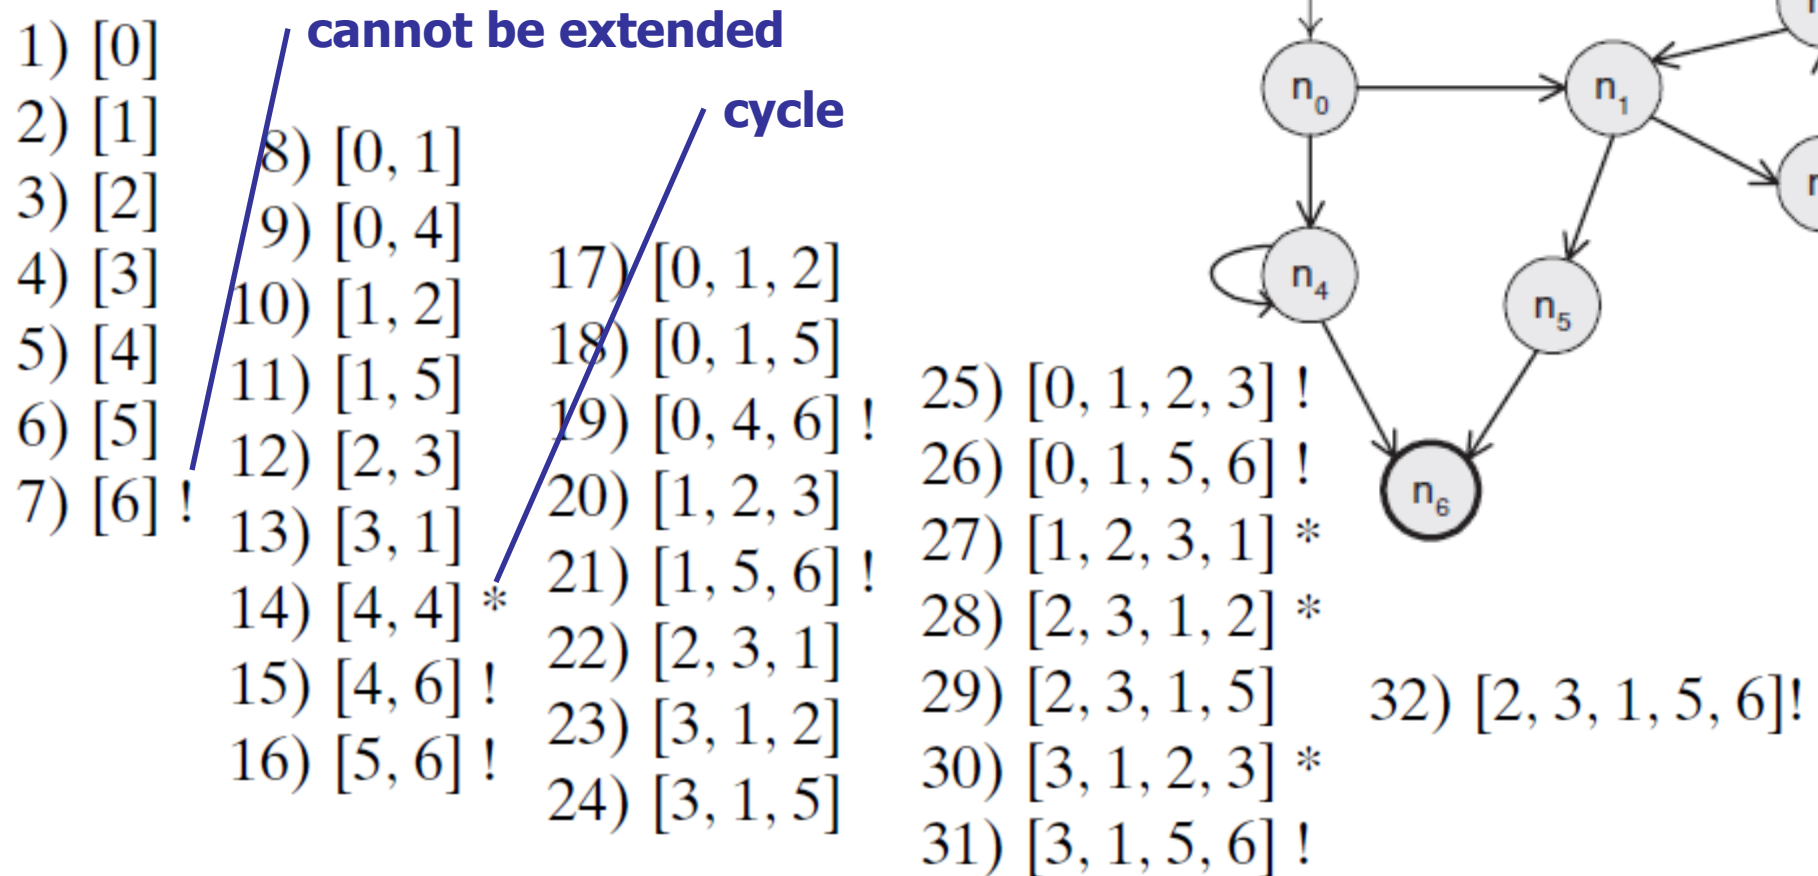 cannot be extended
cycle
1) [0]
2) [1]
3) [2]
4) [3]
5) [4]
6) [5]
7) [6] !
8) [0, 1]
9) [0, 4]
10) [1, 2]
11) [1, 5]
12) [2, 3]
13) [3, 1]
14) [4, 4] *
15) [4, 6] !
16) [5, 6] !
17) [0, 1, 2]
18) [0, 1, 5]
19) [0, 4, 6] !
20) [1, 2, 3]
21) [1, 5, 6] !
22) [2, 3, 1]
23) [3, 1, 2]
24) [3, 1, 5]
25) [0, 1, 2, 3] !
26) [0, 1, 5, 6] !
27) [1, 2, 3, 1] *
28) [2, 3, 1, 2] *
29) [2, 3, 1, 5]
30) [3, 1, 2, 3] *
31) [3, 1, 5, 6] !
32) [2, 3, 1, 5, 6]!
n0
n1
n4
n5
n6